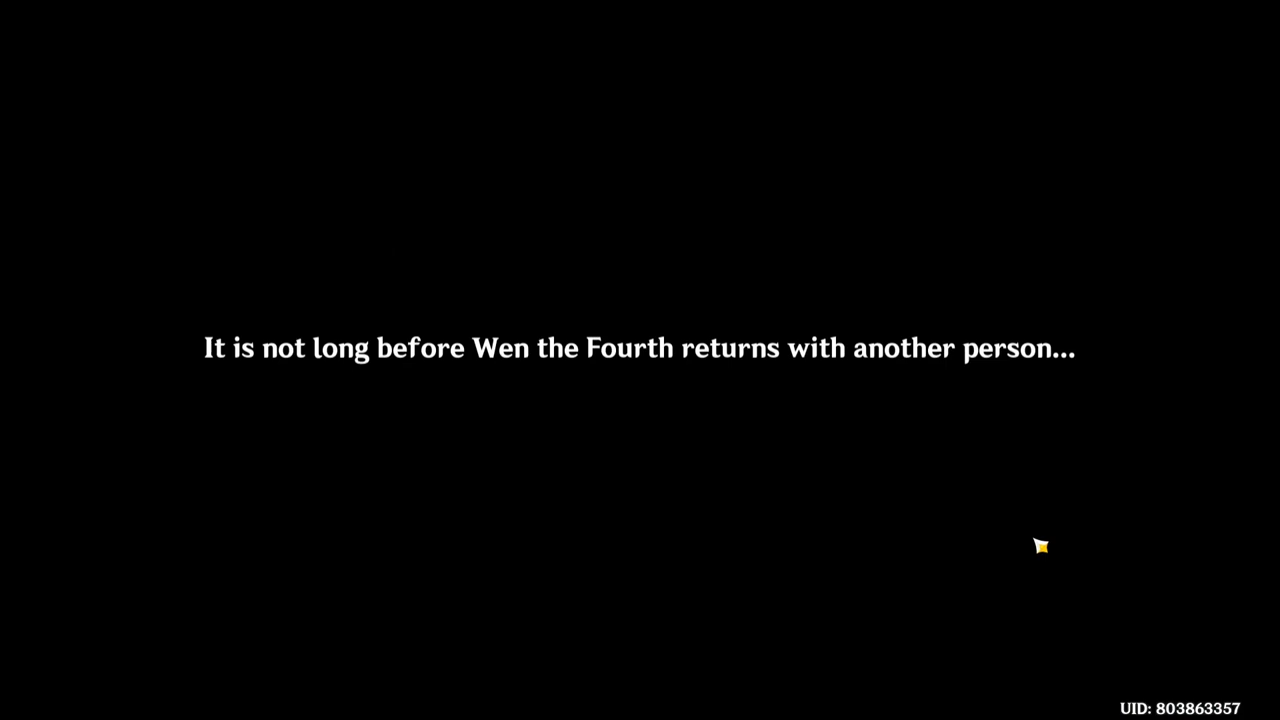 It is not long before Wen the Fourth returns with another person...
UID: 803863357